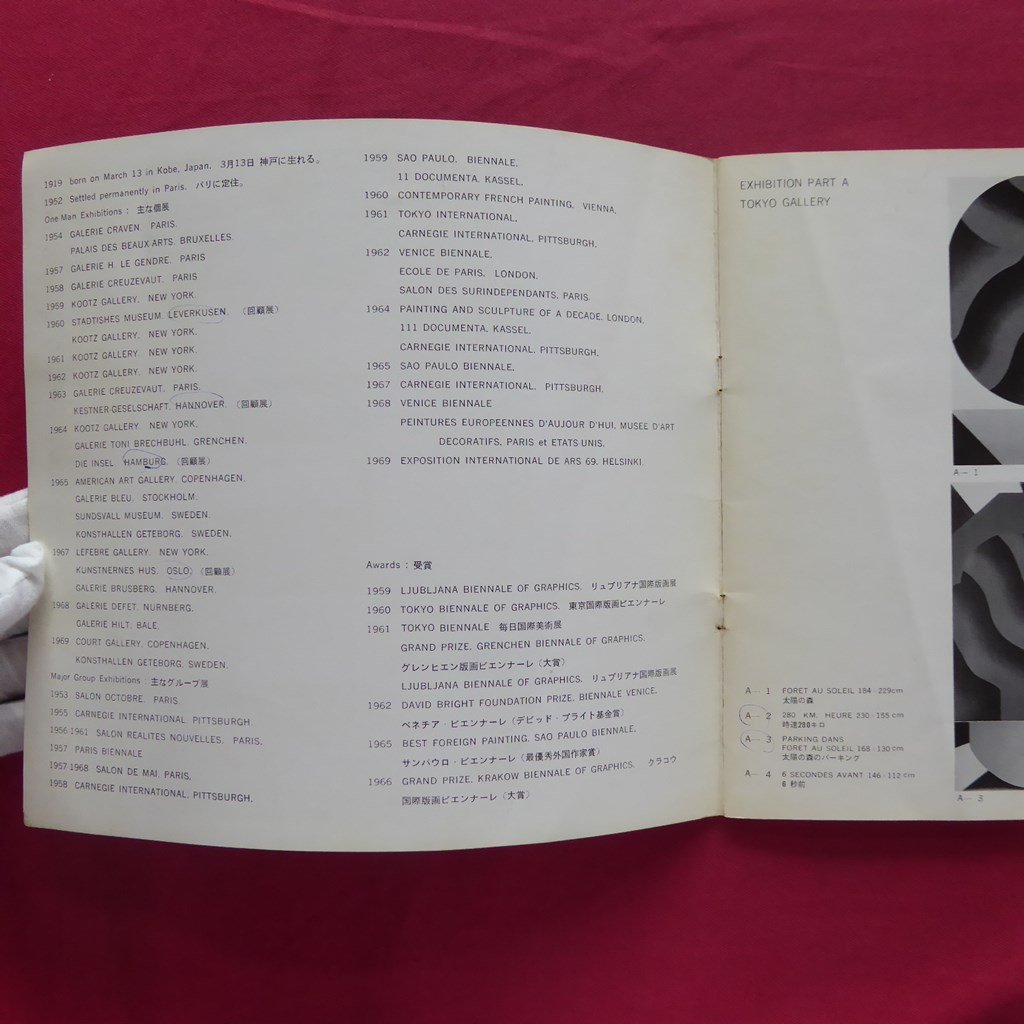 1919 born on March 13 in Kobe, Japan. 3月13日 神戸に生れる。
1952 Settled permanently in Paris. パリに定住。
One Man Exhibitions : 主な個展
1954 GALERIE CRAVEN PARIS.
PALAIS DES BEAUX-ARTS. BRUXELLES.
1957 GALERIE H. LE GENDRE. PARIS
1958 GALERIE CREUZEVAUT. PARIS
1959 KOOTZ GALLERY. NEW YORK.
1960 STADTISHES MUSEUM. LEVERKUSEN. (回顧展)
KOOTZ GALLERY. NEW YORK.
1961 KOOTZ GALLERY. NEW YORK.
1962 KOOTZ GALLERY. NEW YORK.
1963 GALERIE CREUZEVAUT. PARIS.
KESTNER-GESELSCHAFT. HANNOVER. (回顧展)
1964 KOOTZ GALLERY. NEW YORK.
GALERIE TONI BRECHBUHL. GRENCHEN.
DIE INSEL HAMBURG. (回顧展)
1965 AMERICAN ART GALLERY. COPENHAGEN.
GALERIE BLEU. STOCKHOLM.
SUNDSVALL MUSEUM. SWEDEN.
KONSTHALLEN GETEBORG. SWEDEN.
1967 LEFEBRE GALLERY. NEW YORK.
KUNSTNERNES HUS. OSLO. (回顧展)
GALERIE BRUSBERG. HANNOVER.
1968 GALERIE DEFET. NURNBERG.
GALERIE HILT. BALE.
1969 COURT GALLERY. COPENHAGEN.
KONSTHALLEN GETEBORG. SWEDEN.
Major Group Exhibitions : 主なグループ展
1953 SALON OCTOBRE. PARIS.
1955 CARNEGIE INTERNATIONAL. PITTSBURGH.
1956·1961 SALON REALITES NOUVELLES. PARIS.
1957 PARIS BIENNALE
1957·1968 SALON DE MAI. PARIS.
1958 CARNEGIE INTERNATIONAL. PITTSBURGH.
1959 SAO PAULO. BIENNALE.
11 DOCUMENTA. KASSEL.
1960 CONTEMPORARY FRENCH PAINTING. VIENNA.
1961 TOKYO INTERNATIONAL.
CARNEGIE INTERNATIONAL. PITTSBURGH.
1962 VENICE BIENNALE.
ECOLE DE PARIS. LONDON.
SALON DES SURINDEPENDANTS. PARIS.
1964 PAINTING AND SCULPTURE OF A DECADE. LONDON.
111 DOCUMENTA. KASSEL.
CARNEGIE INTERNATIONAL. PITTSBURGH.
1965 SAO PAULO BIENNALE.
1967 CARNEGIE INTERNATIONAL. PITTSBURGH.
1968 VENICE BIENNALE
PEINTURES EUROPEENNES D'AUJOUR D'HUI. MUSEE D'ART
DECORATIFS. PARIS et ETATS-UNIS.
1969 EXPOSITION INTERNATIONAL DE ARS 69. HELSINKI.
Awards : 受賞
1959 LJUBLJANA BIENNALE OF GRAPHICS. リュブリアナ国際版画展
1960 TOKYO BIENNALE OF GRAPHICS. 東京国際版画ビエンナーレ
1961 TOKYO BIENNALE 毎日国際美術展
GRAND PRIZE. GRENCHEN BIENNALE OF GRAPHICS.
グレンヒエン版画ビエンナーレ (大賞)
LJUBLJANA BIENNALE OF GRAPHICS. リュブリアナ国際版画展
1962 DAVID BRIGHT FOUNDATION PRIZE. BIENNALE VENICE.
ベネチア・ビエンナーレ (デビッド・ブライト基金賞)
1965 BEST FOREIGN PAINTING. SAO PAULO BIENNALE.
サンパウロ・ビエンナーレ (最優秀外国作家賞)
1966 GRAND PRIZE. KRAKOW BIENNALE OF GRAPHICS. クラコウ
国際版画ビエンナーレ (大賞)
EXHIBITION PART A
TOKYO GALLERY
A — 1 FORET AU SOLEIL 184·229cm
太陽の森
A — 2 280 KM. HEURE 230·155cm
時速280キロ
A — 3 PARKING DANS
FORET AU SOLEIL 168·130cm
太陽の森のパーキング
A — 4 6 SECONDES AVANT 146·112cm
6 秒前
A — 1
A — 3